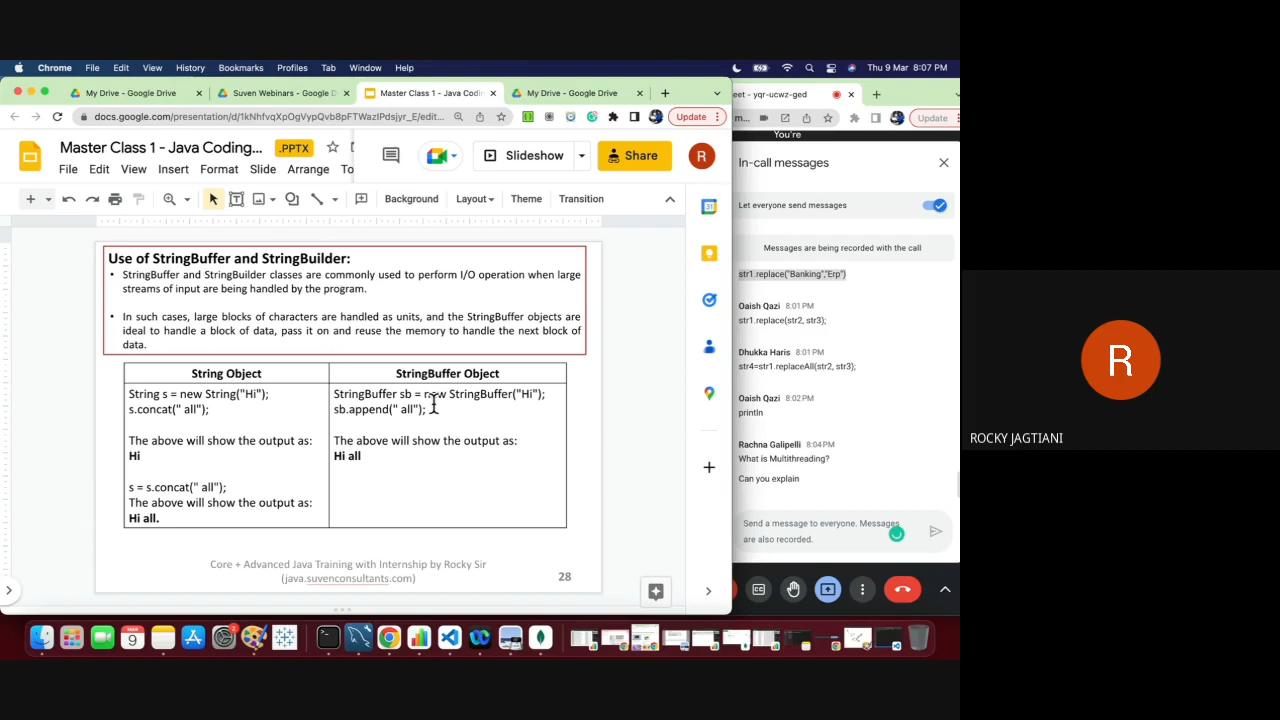 Chrome File Edit View History Bookmarks Profiles Tab Window Help
Thu 9 Mar 8:07 PM
My Drive - Google Drive
Suven Webinars - Google D
Master Class 1 - Java Codin
My Drive - Google Drive
eet – yqr-ucwz-ged
docs.google.com/presentation/d/1kNhfvqXpOgVypQvb8pFTWazIPdsjyr_E/edit...
Update
m...
Update
You're
Master Class 1 - Java Coding...
.PPTX
File Edit View Insert Format Slide Arrange To
Slideshow
Share
R
Background Layout Theme Transition
Use of StringBuffer and StringBuilder:
• StringBuffer and StringBuilder classes are commonly used to perform I/O operation when large
streams of input are being handled by the program.
• In such cases, large blocks of characters are handled as units, and the StringBuffer objects are
ideal to handle a block of data, pass it on and reuse the memory to handle the next block of
data.
String Object
String s = new String("Hi");
s.concat(" all");
The above will show the output as:
Hi
s = s.concat(" all");
The above will show the output as:
Hi all.
StringBuffer Object
StringBuffer sb = new StringBuffer("Hi");
sb.append(" all");
The above will show the output as:
Hi all
Core + Advanced Java Training with Internship by Rocky Sir
(java.suvenconsultants.com)
28
31
In-call messages
Let everyone send messages
Messages are being recorded with the call
str1.replace("Banking","Erp")
Oaish Qazi 8:01 PM
str1.replace(str2, str3);
Dhukka Haris 8:01 PM
str4=str1.replaceAll(str2, str3);
Oaish Qazi 8:02 PM
println
Rachna Galipelli 8:04 PM
What is Multithreading?
Can you explain
Send a message to everyone. Messages
are also recorded.
MAR
9
R
ROCKY JAGTIANI